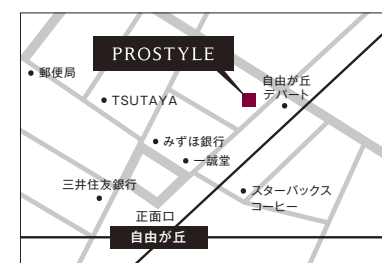 PROSTYLE
郵便局
自由が丘
デパート
TSUTAYA
みずほ銀行
一誠堂
三井住友銀行
スターバックス
コーヒー
正面口
自由が丘